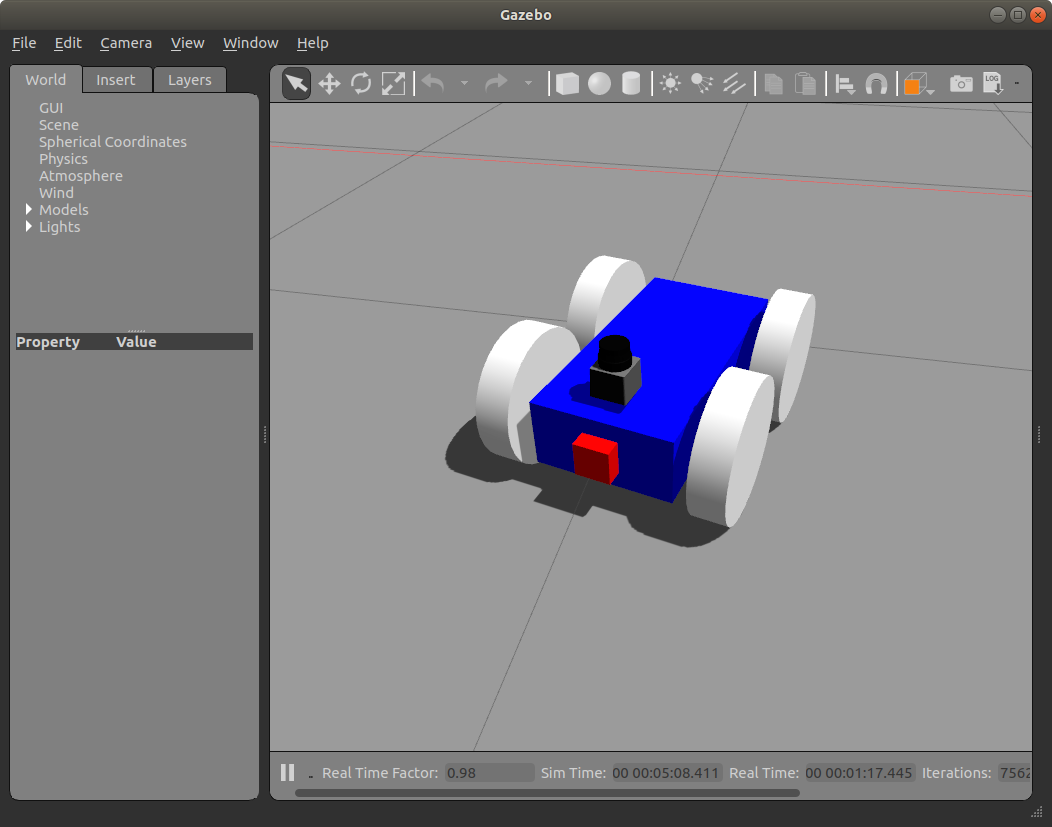 Gazebo
File Edit Camera View Window Help
World Insert Layers
LOG
GUI
Scene
Spherical Coordinates
Physics
Atmosphere
Wind
Models
Lights
Property Value
Real Time Factor: 0.98 Sim Time: 00 00:05:08.411 Real Time: 00 00:01:17.445 Iterations: 7562